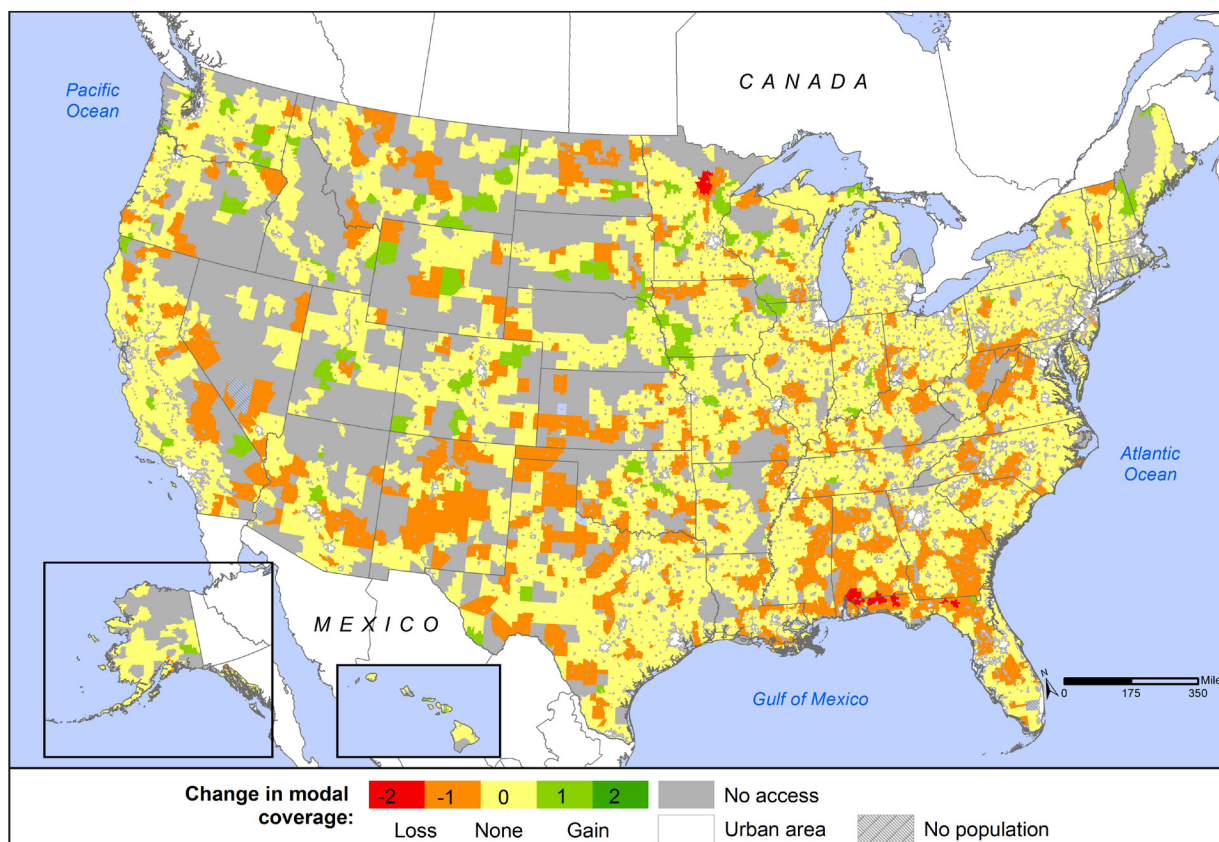 CANADA
Pacific
Ocean
Atlantic
Ocean
MEXICO
Gulf of Mexico
N
Mile
0 175 350
Change in modal
coverage:
-2 -1 0 1 2
Loss None Gain
No access
Urban area
No population